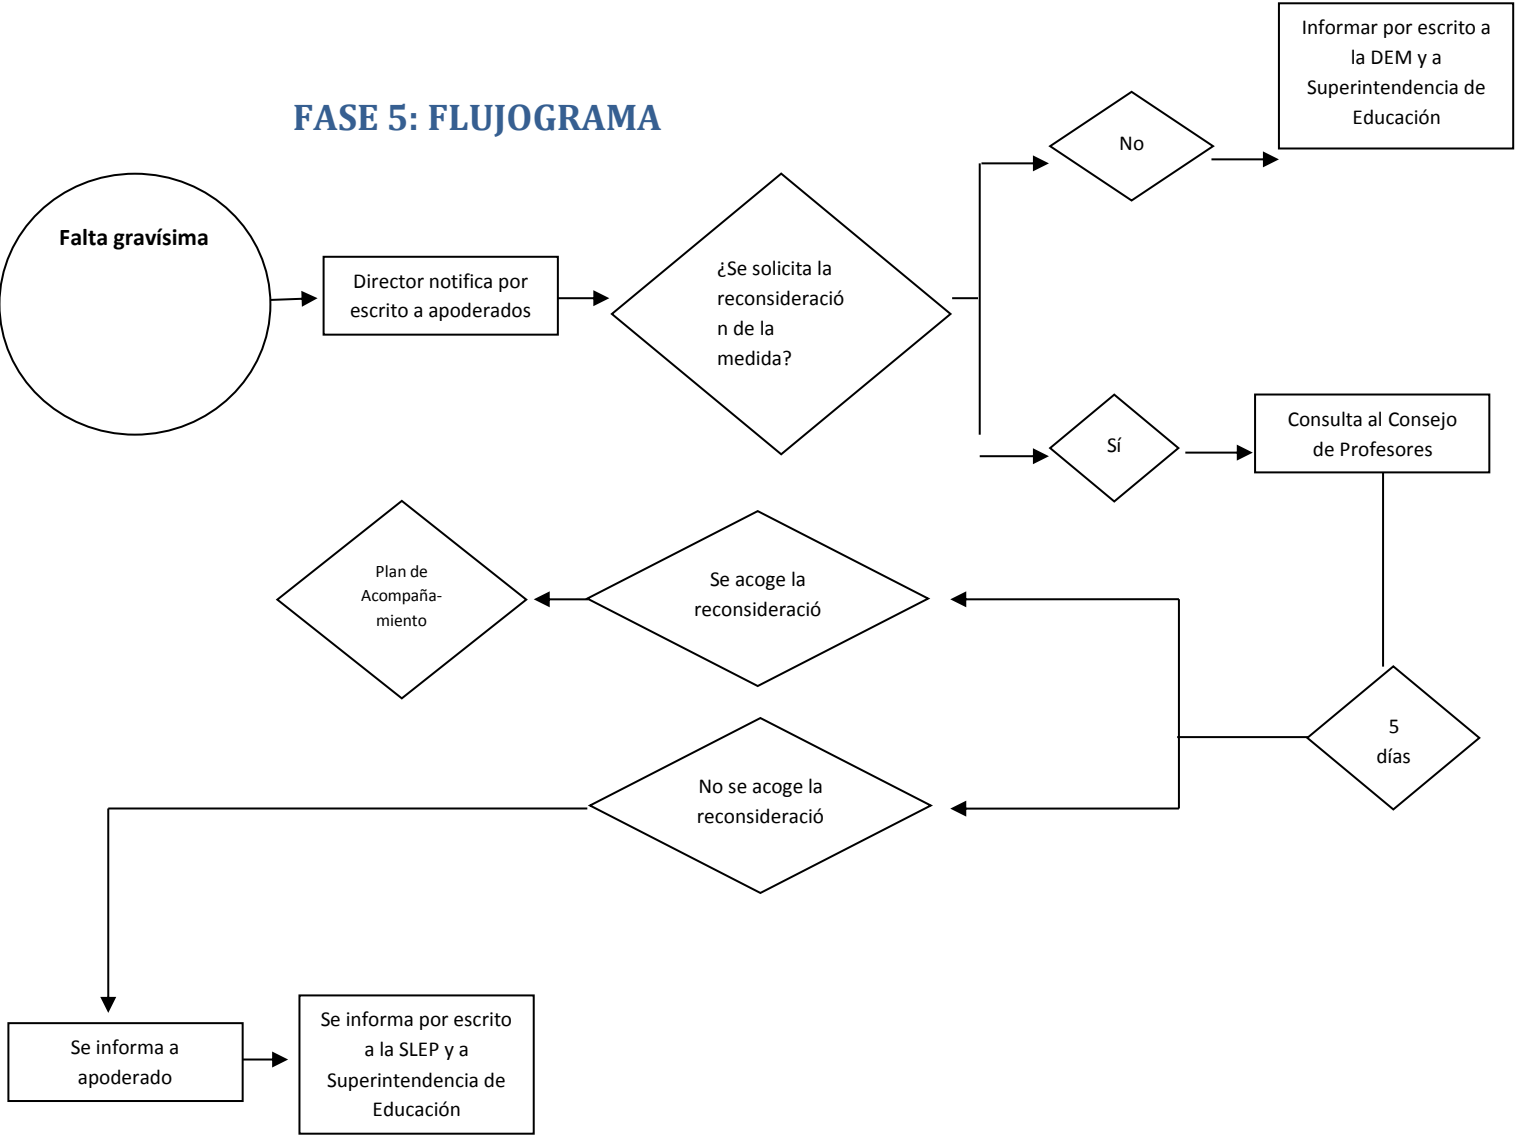 FASE 5: FLUJOGRAMA
Falta gravísima
Director notifica por
escrito a apoderados
¿Se solicita la
reconsideració
n de la
medida?
No
Informar por escrito a
la DEM y a
Superintendencia de
Educación
Sí
Consulta al Consejo
de Profesores
5
días
Se acoge la
reconsideració
Plan de
Acompaña-
miento
No se acoge la
reconsideració
Se informa a
apoderado
Se informa por escrito
a la SLEP y a
Superintendencia de
Educación